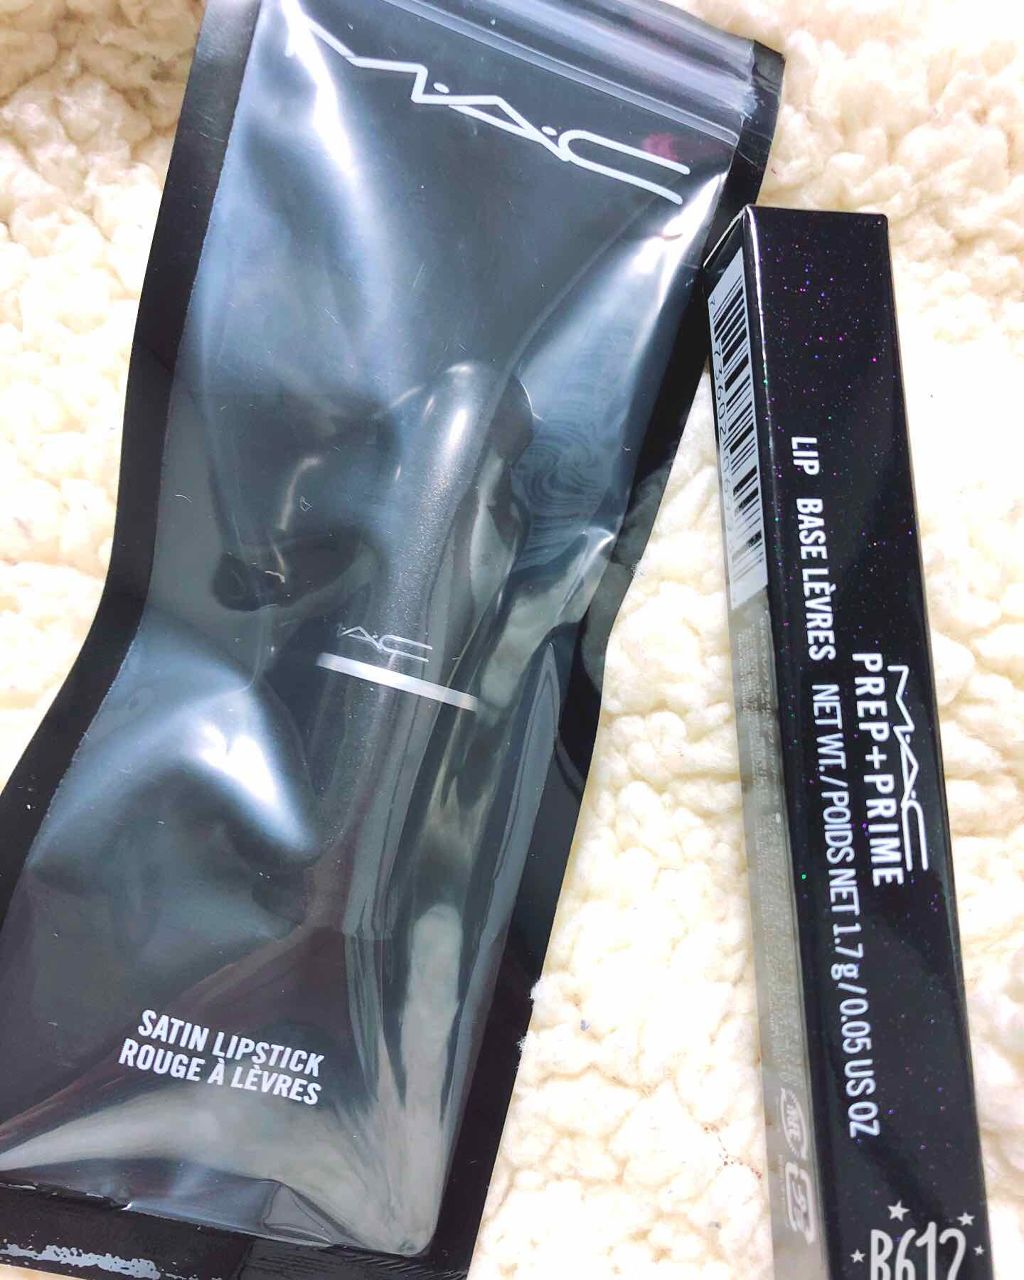 M·A·C
M·A·C
SATIN LIPSTICK
ROUGE À LÈVRES
M·A·C
PREP+PRIME
LIP BASE LÈVRES NET WT./POIDS NET 1.7 g/0.05 US OZ
B612